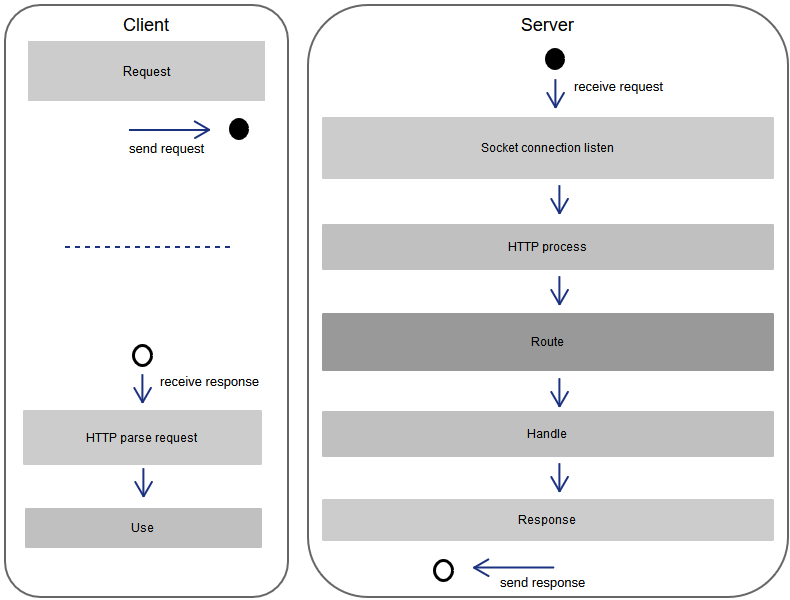 Client
Request
send request
receive response
HTTP parse request
Use
Server
receive request
Socket connection listen
HTTP process
Route
Handle
Response
send response